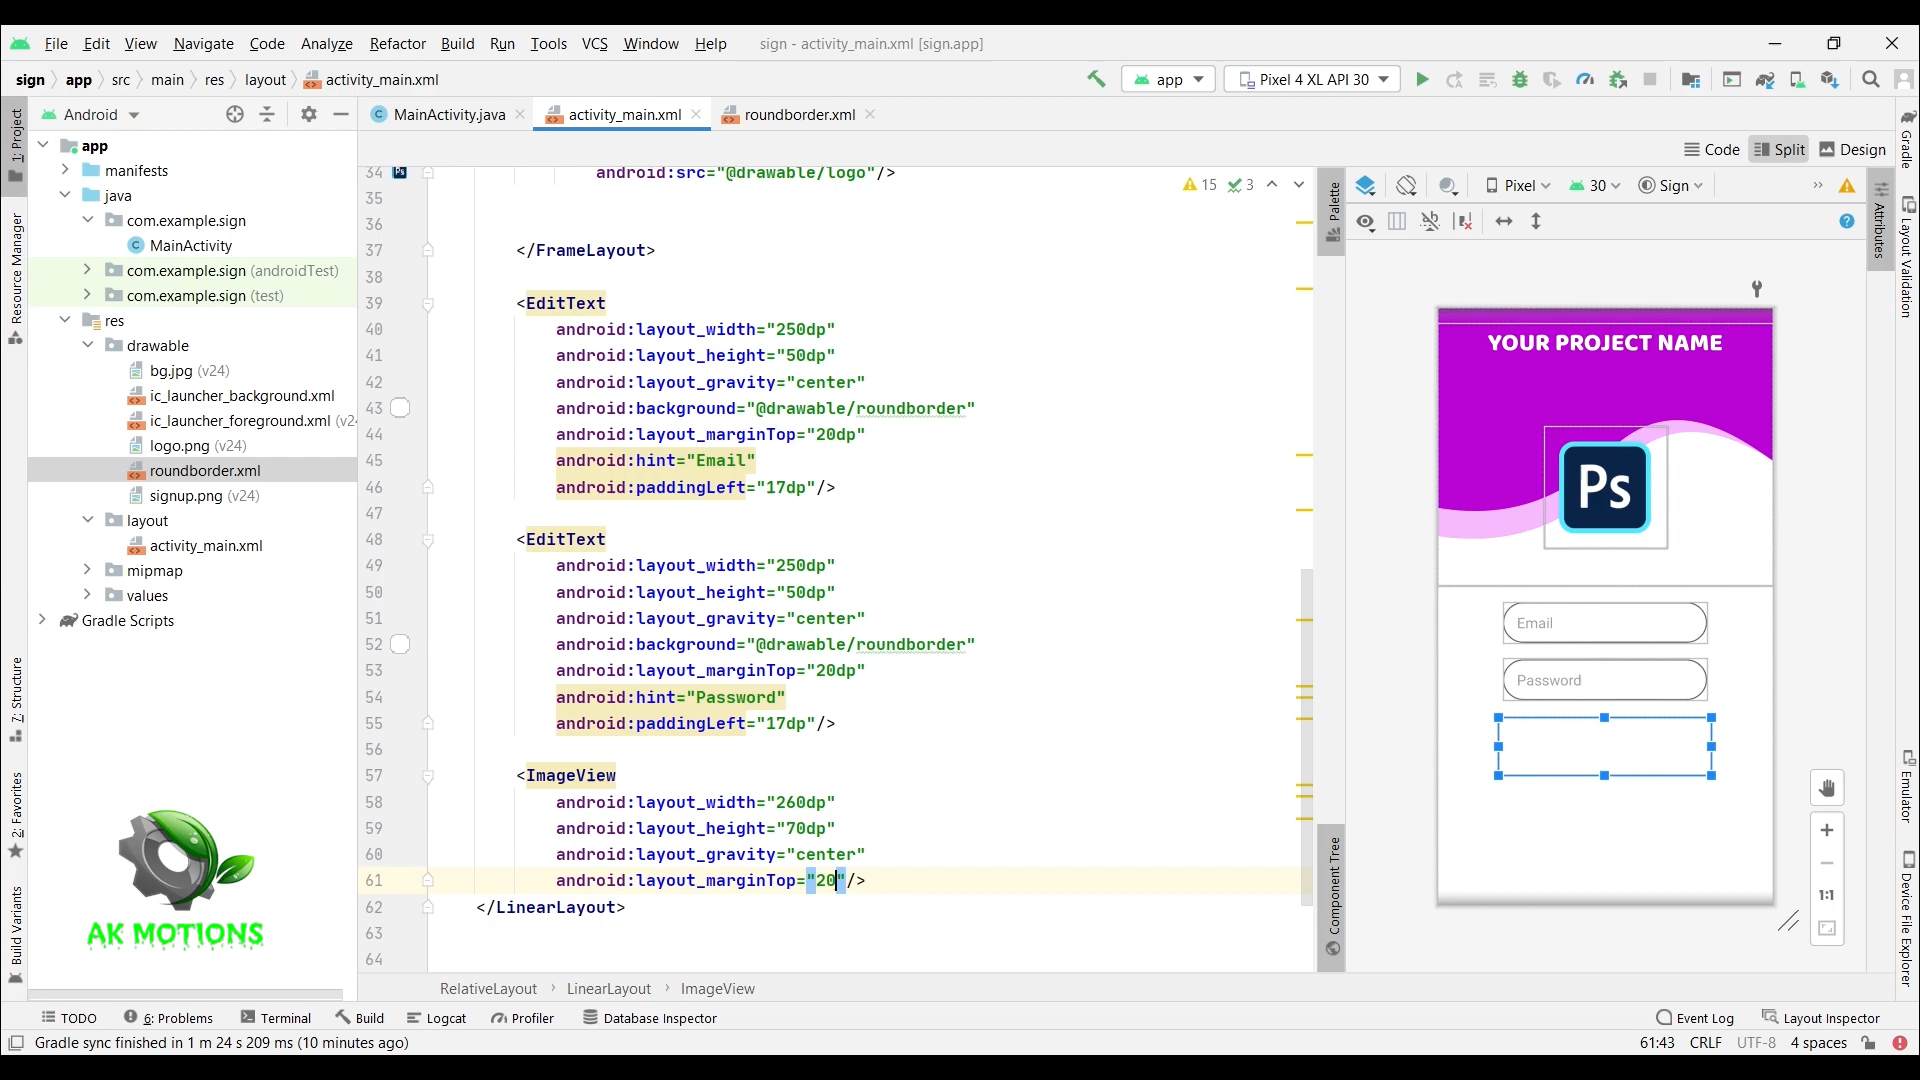 File Edit View Navigate Code Analyze Refactor Build Run Tools VCS Window Help sign - activity_main.xml [sign.app]
sign app src main res layout activity_main.xml app Pixel 4 XL API 30
Android MainActivity.java activity_main.xml roundborder.xml
Code Split Design
1: Project
Resource Manager
7: Structure
2: Favorites
Build Variants
app
manifests
java
com.example.sign
MainActivity
com.example.sign (androidTest)
com.example.sign (test)
res
drawable
bg.jpg (v24)
ic_launcher_background.xml
ic_launcher_foreground.xml (v2
logo.png (v24)
roundborder.xml
signup.png (v24)
layout
activity_main.xml
mipmap
values
Gradle Scripts
AK MOTIONS
15 3
34 Ps android:src="@drawable/logo"/>
35
36
37 </FrameLayout>
38
39 <EditText
40 android:layout_width="250dp"
41 android:layout_height="50dp"
42 android:layout_gravity="center"
43 android:background="@drawable/roundborder"
44 android:layout_marginTop="20dp"
45 android:hint="Email"
46 android:paddingLeft="17dp"/>
47
48 <EditText
49 android:layout_width="250dp"
50 android:layout_height="50dp"
51 android:layout_gravity="center"
52 android:background="@drawable/roundborder"
53 android:layout_marginTop="20dp"
54 android:hint="Password"
55 android:paddingLeft="17dp"/>
56
57 <ImageView
58 android:layout_width="260dp"
59 android:layout_height="70dp"
60 android:layout_gravity="center"
61 android:layout_marginTop="20"/>
62 </LinearLayout>
63
64
RelativeLayout LinearLayout ImageView
Palette
Component Tree
Pixel 30 Sign
YOUR PROJECT NAME
Ps
Email
Password
1:1
Attributes
Gradle
Layout Validation
Emulator
Device File Explorer
TODO 6: Problems Terminal Build Logcat Profiler Database Inspector Event Log Layout Inspector
Gradle sync finished in 1 m 24 s 209 ms (10 minutes ago) 61:43 CRLF UTF-8 4 spaces